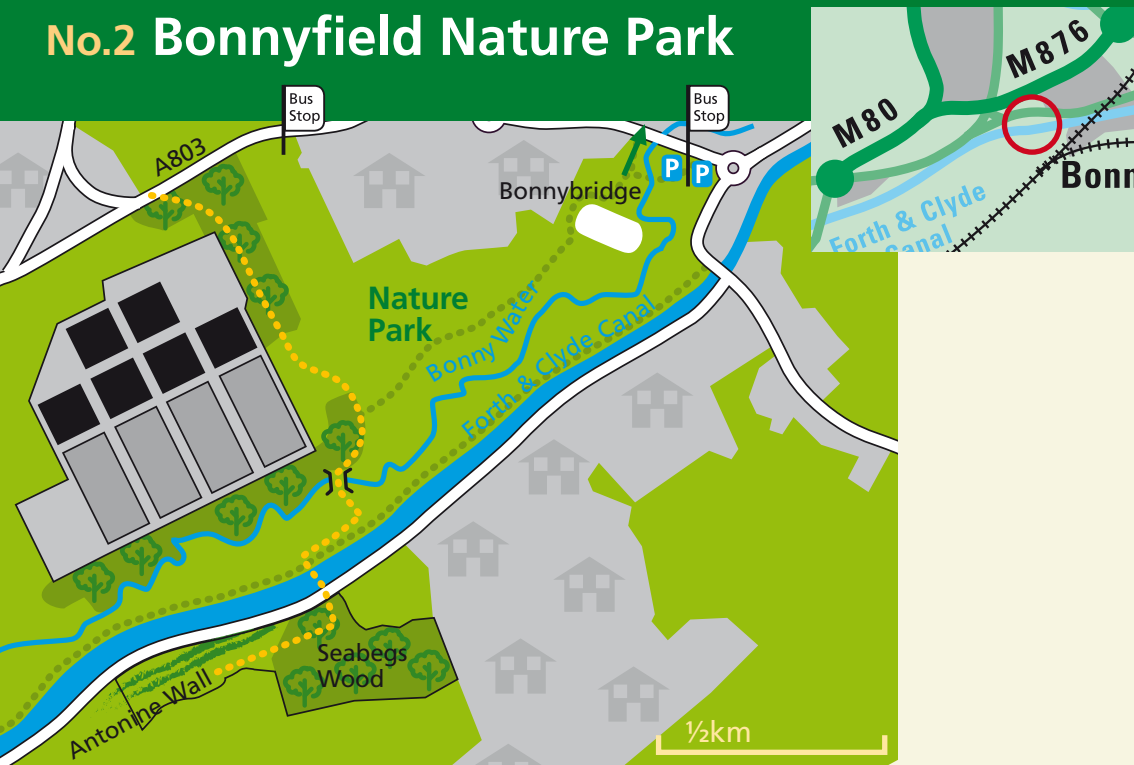 No.2 Bonnyfield Nature Park
Bus
Stop
Bus
Stop
M876
M80
Bonn
Forth & Clyde
Canal
A803
P
P
Bonnybridge
Nature
Park
Bonny Water
Forth & Clyde Canal
Seabegs
Wood
Antonine Wall
½km